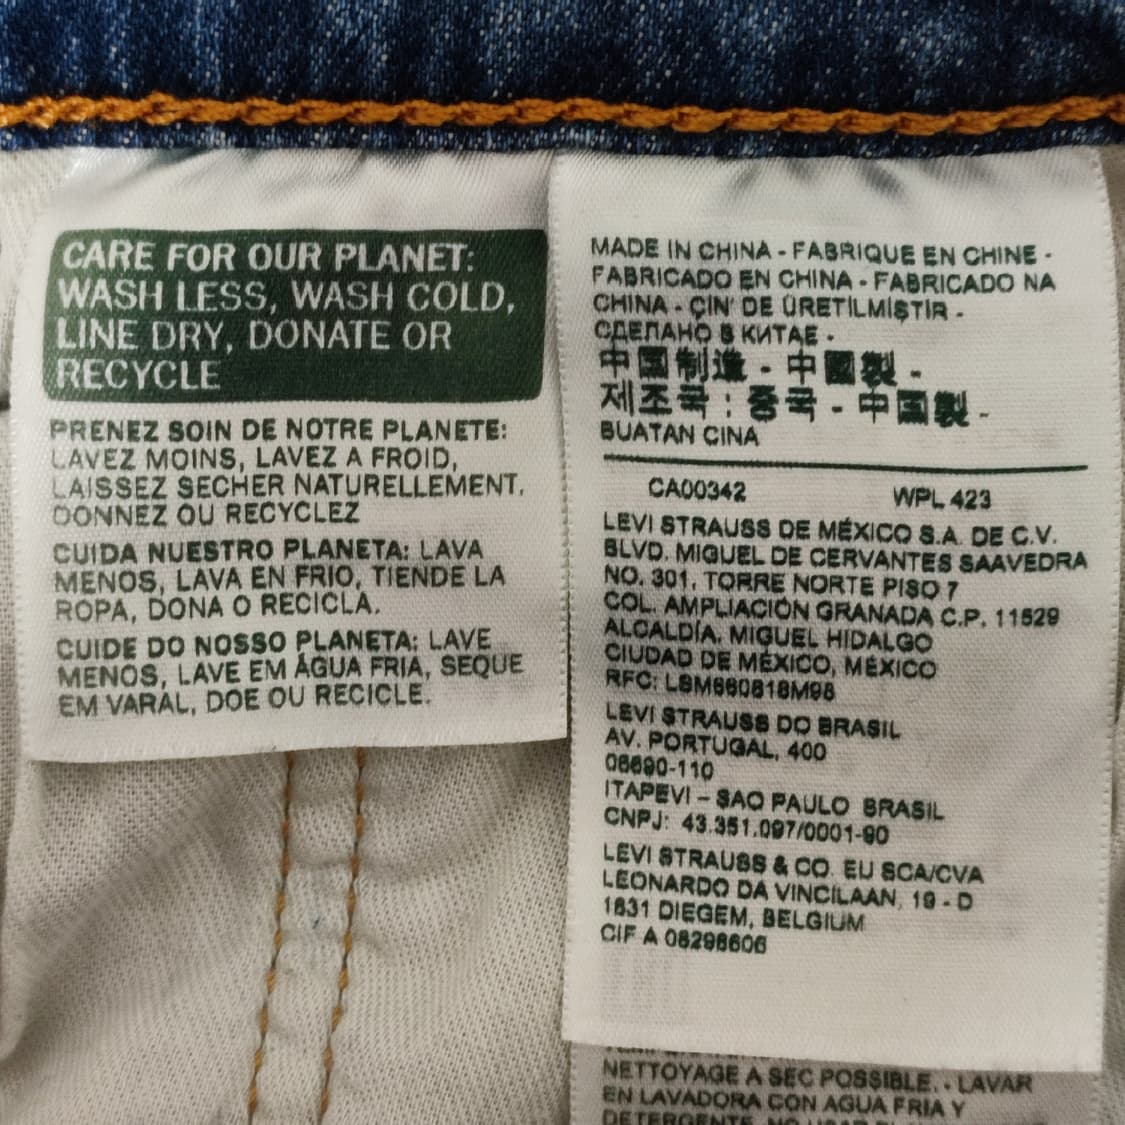 CARE FOR OUR PLANET:
WASH LESS, WASH COLD,
LINE DRY, DONATE OR
RECYCLE
PRENEZ SOIN DE NOTRE PLANETE:
LAVEZ MOINS, LAVEZ A FROID,
LAISSEZ SECHER NATURELLEMENT.
DONNEZ OU RECYCLEZ
CUIDA NUESTRO PLANETA: LAVA
MENOS, LAVA EN FRIO, TIENDE LA
ROPA, DONA O RECICLA.
CUIDE DO NOSSO PLANETA: LAVE
MENOS, LAVE EM ÁGUA FRIA, SEQUE
EM VARAL, DOE OU RECICLE.
MADE IN CHINA - FABRIQUE EN CHINE -
FABRICADO EN CHINA - FABRICADO NA
CHINA - ÇIN' DE ÜRETİLMİŞTİR -
СДЕЛАНО В КИТАЕ -
中国制造 - 中國製 -
제조국 : 중국 - 中国製 -
BUATAN CINA
CA00342 WPL 423
LEVI STRAUSS DE MÉXICO S.A. DE C.V.
BLVD. MIGUEL DE CERVANTES SAAVEDRA
NO. 301, TORRE NORTE PISO 7
COL. AMPLIACIÓN GRANADA C.P. 11529
ALCALDÍA. MIGUEL HIDALGO
CIUDAD DE MÉXICO, MÉXICO
RFC: LSM660818M98
LEVI STRAUSS DO BRASIL
AV. PORTUGAL, 400
06690-110
ITAPEVI – SAO PAULO BRASIL
CNPJ: 43.351.097/0001-90
LEVI STRAUSS & CO. EU SCA/CVA
LEONARDO DA VINCILAAN, 19 - D
1831 DIEGEM, BELGIUM
CIF A 08298606
NETTOYAGE A SEC POSSIBLE. - LAVAR
EN LAVADORA CON AGUA FRIA Y
DETERGENTE. NO USAR